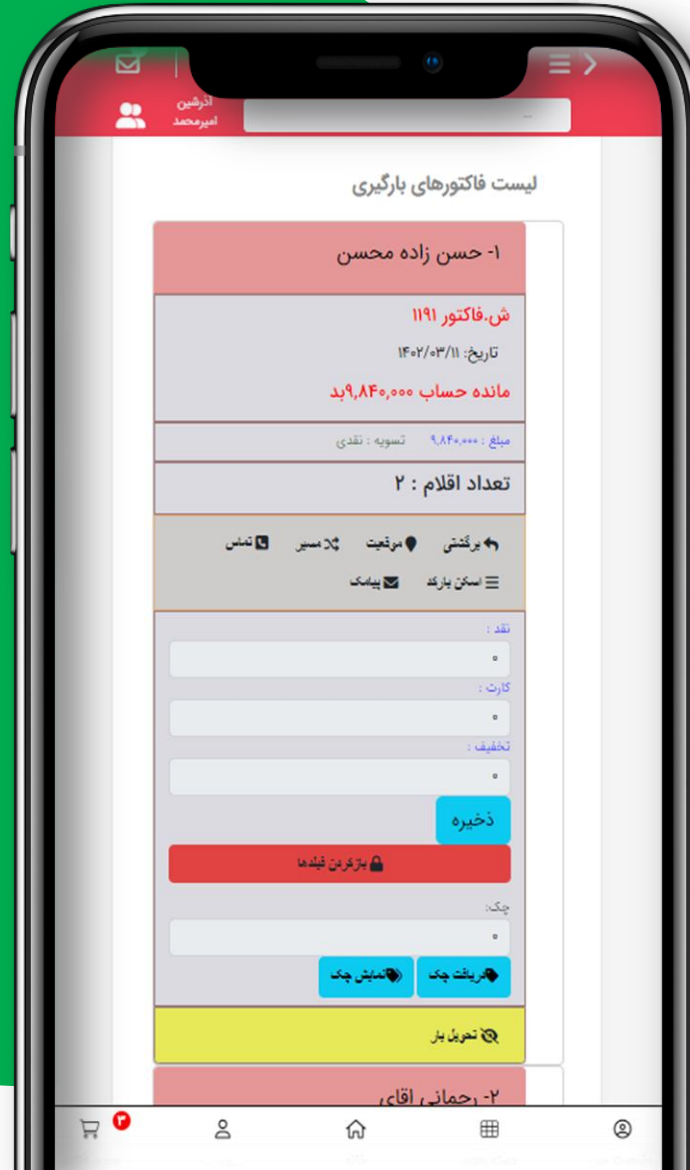 آذرشین
امیرمحمد
لیست فاکتورهای بارگیری
۱- حسن زاده محسن
ش.فاکتور ۱۱۹۱
تاریخ: ۱۴۰۲/۰۳/۱۱
مانده حساب ۹,۸۴۰,۰۰۰بد
مبلغ : ۹,۸۴۰,۰۰۰ تسویه : نقدی
تعداد اقلام : ۲
برگشتی موقعیت مسیر تماس
اسکن بارکد پیامک
نقد :
۰
کارت :
۰
تخفیف :
۰
ذخیره
بازکردن فیلدها
چک:
۰
دریافت چک نمایش چک
تحویل بار
۲- رحمانی اقای
۳